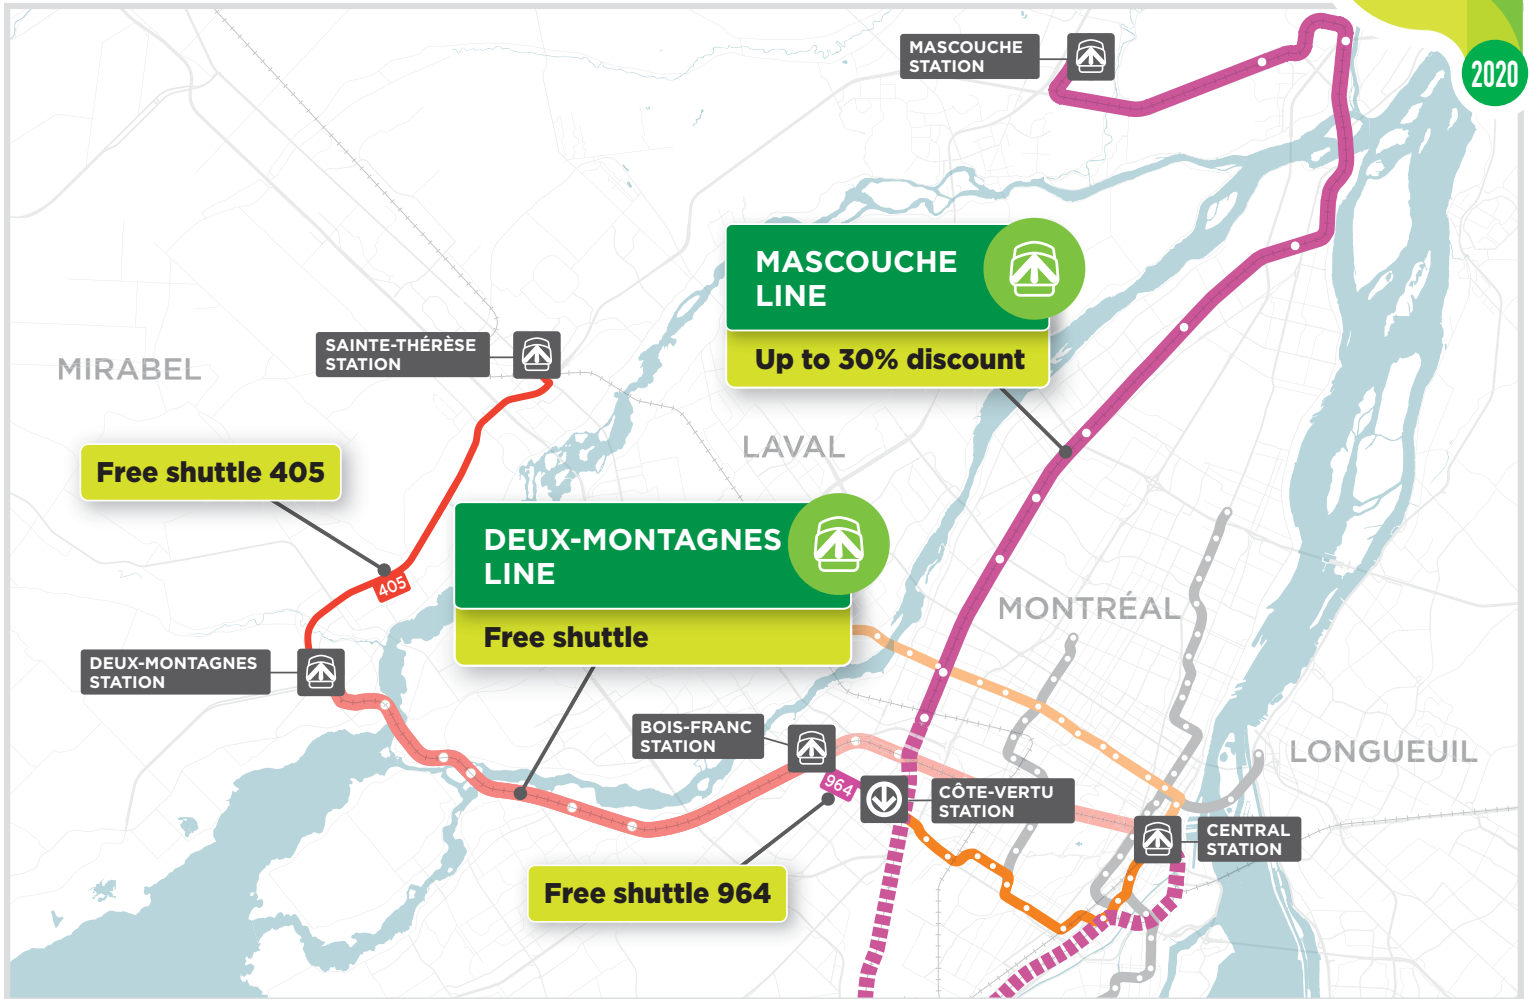 MASCOUCHE
STATION
2020
MASCOUCHE
LINE
Up to 30% discount
SAINTE-THÉRÈSE
STATION
MIRABEL
LAVAL
Free shuttle 405
DEUX-MONTAGNES
LINE
Free shuttle
405
MONTRÉAL
DEUX-MONTAGNES
STATION
BOIS-FRANC
STATION
LONGUEUIL
964
CÔTE-VERTU
STATION
CENTRAL
STATION
Free shuttle 964